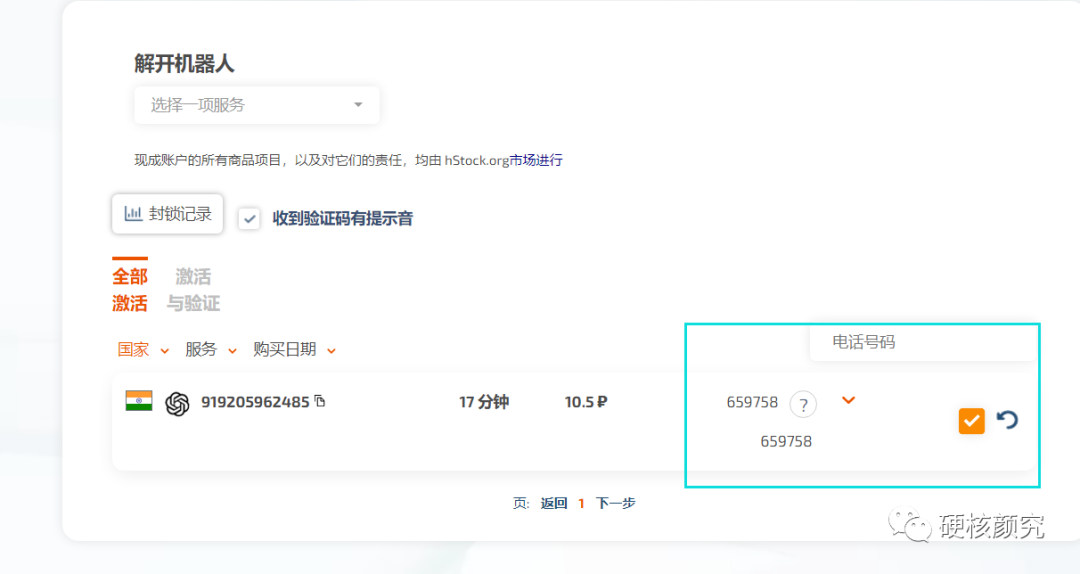 解开机器人
选择一项服务
现成账户的所有商品项目，以及对它们的责任，均由 hStock.org市场进行
封锁记录
收到验证码有提示音
全部 激活
激活 与验证
国家 服务 购买日期 电话号码
919205962485 17 分钟 10.5 ₽ 659758 ?
659758
页: 返回 1 下一步
硬核颜究